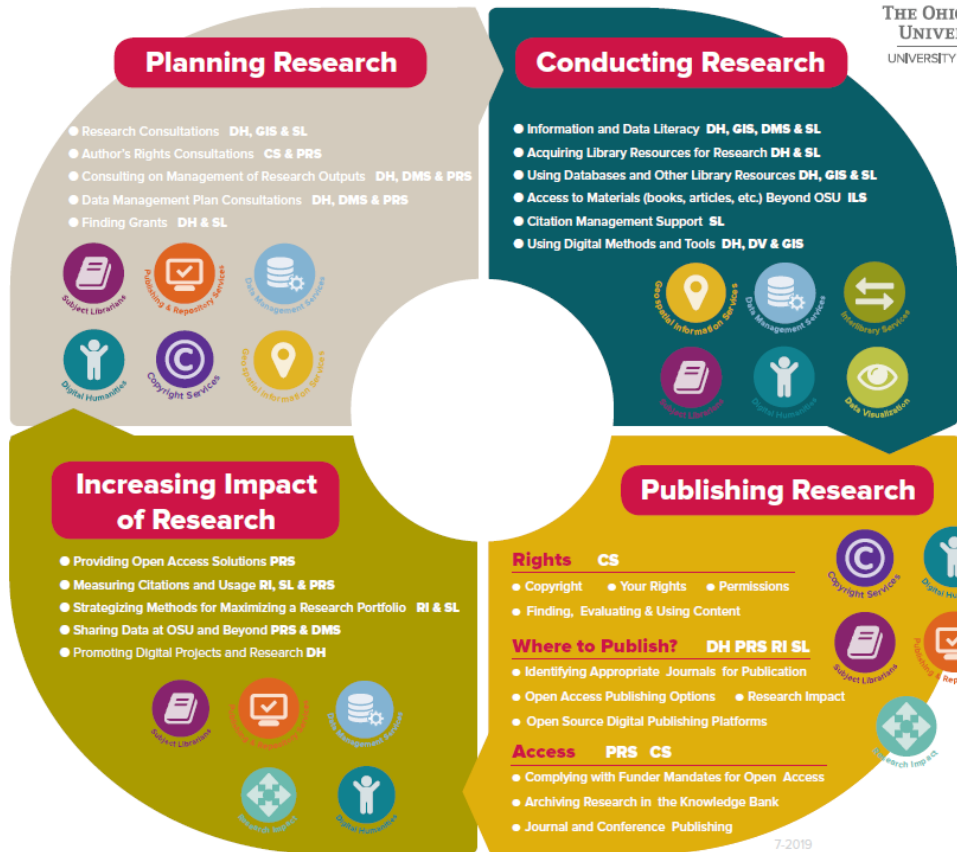 THE OHIO
UNIVE
UNIVERSITY
Planning Research
● Research Consultations DH, GIS & SL
● Author's Rights Consultations CS & PRS
● Consulting on Management of Research Outputs DH, DMS & PRS
● Data Management Plan Consultations DH, DMS & PRS
● Finding Grants DH & SL
Subject Librarians
Publishing & Repository Services
Data Management Services
Digital Humanities
Copyright Services
Geospatial Information Services
Conducting Research
● Information and Data Literacy DH, GIS, DMS & SL
● Acquiring Library Resources for Research DH & SL
● Using Databases and Other Library Resources DH, GIS & SL
● Access to Materials (books, articles, etc.) Beyond OSU ILS
● Citation Management Support SL
● Using Digital Methods and Tools DH, DV & GIS
Geospatial Information Services
Data Management Services
Interlibrary Services
Subject Librarians
Digital Humanities
Data Visualization
Increasing Impact
of Research
● Providing Open Access Solutions PRS
● Measuring Citations and Usage RI, SL & PRS
● Strategizing Methods for Maximizing a Research Portfolio RI & SL
● Sharing Data at OSU and Beyond PRS & DMS
● Promoting Digital Projects and Research DH
Subject Librarians
Publishing & Repository Services
Data Management Services
Research Impact
Digital Humanities
Publishing Research
Rights CS
● Copyright ● Your Rights ● Permissions
● Finding, Evaluating & Using Content
Where to Publish? DH PRS RI SL
● Identifying Appropriate Journals for Publication
● Open Access Publishing Options ● Research Impact
● Open Source Digital Publishing Platforms
Access PRS CS
● Complying with Funder Mandates for Open Access
● Archiving Research in the Knowledge Bank
● Journal and Conference Publishing
Copyright Services
Digital Hu
Subject Librarians
Publishing & Repo
Research Impact
7-2019